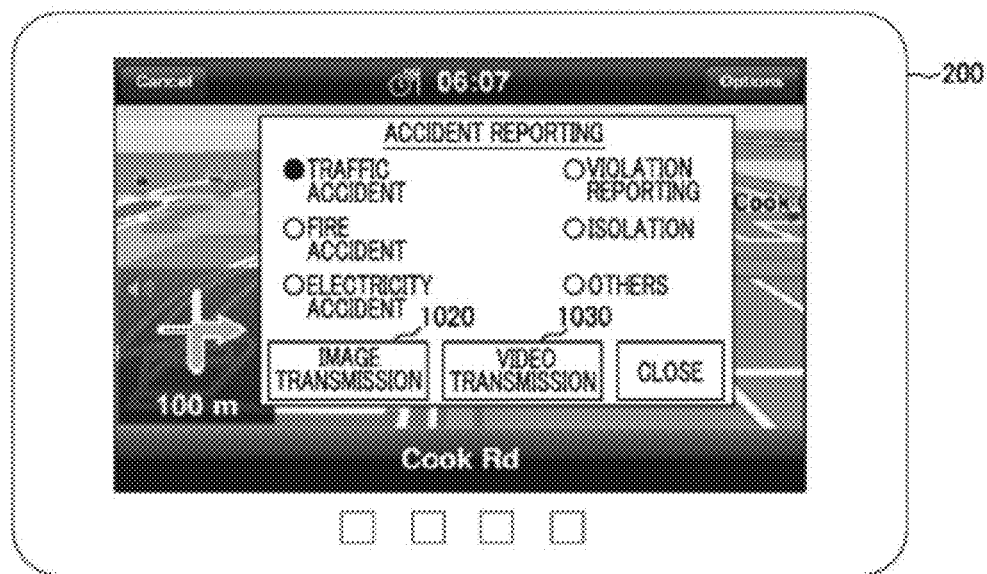 200
Cancel 06:07 Options
ACCIDENT REPORTING
TRAFFIC
ACCIDENT
VIOLATION
REPORTING
FIRE
ACCIDENT
ISOLATION
ELECTRICITY
ACCIDENT
OTHERS
1020
1030
IMAGE
TRANSMISSION
VIDEO
TRANSMISSION
CLOSE
Cook
100 m
Cook Rd